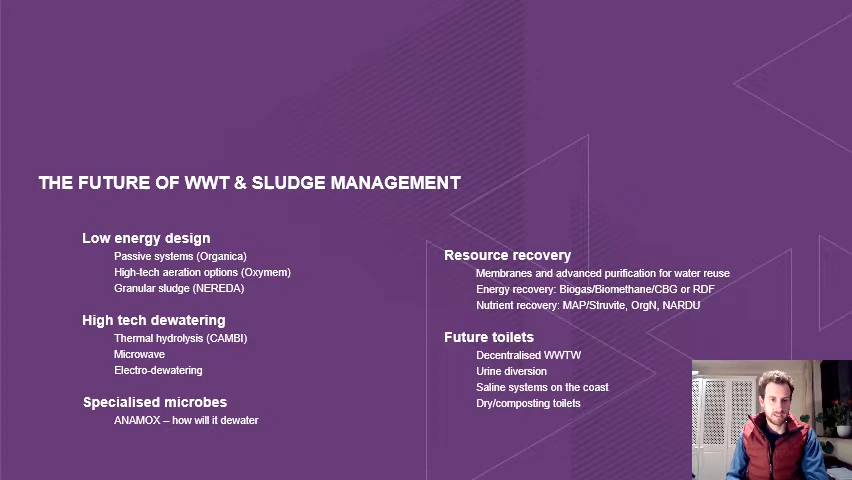 THE FUTURE OF WWT & SLUDGE MANAGEMENT
Low energy design
Passive systems (Organica)
High-tech aeration options (Oxymem)
Granular sludge (NEREDA)
High tech dewatering
Thermal hydrolysis (CAMBI)
Microwave
Electro-dewatering
Specialised microbes
ANAMOX – how will it dewater
Resource recovery
Membranes and advanced purification for water reuse
Energy recovery: Biogas/Biomethane/CBG or RDF
Nutrient recovery: MAP/Struvite, OrgN, NARDU
Future toilets
Decentralised WWTW
Urine diversion
Saline systems on the coast
Dry/composting toilets